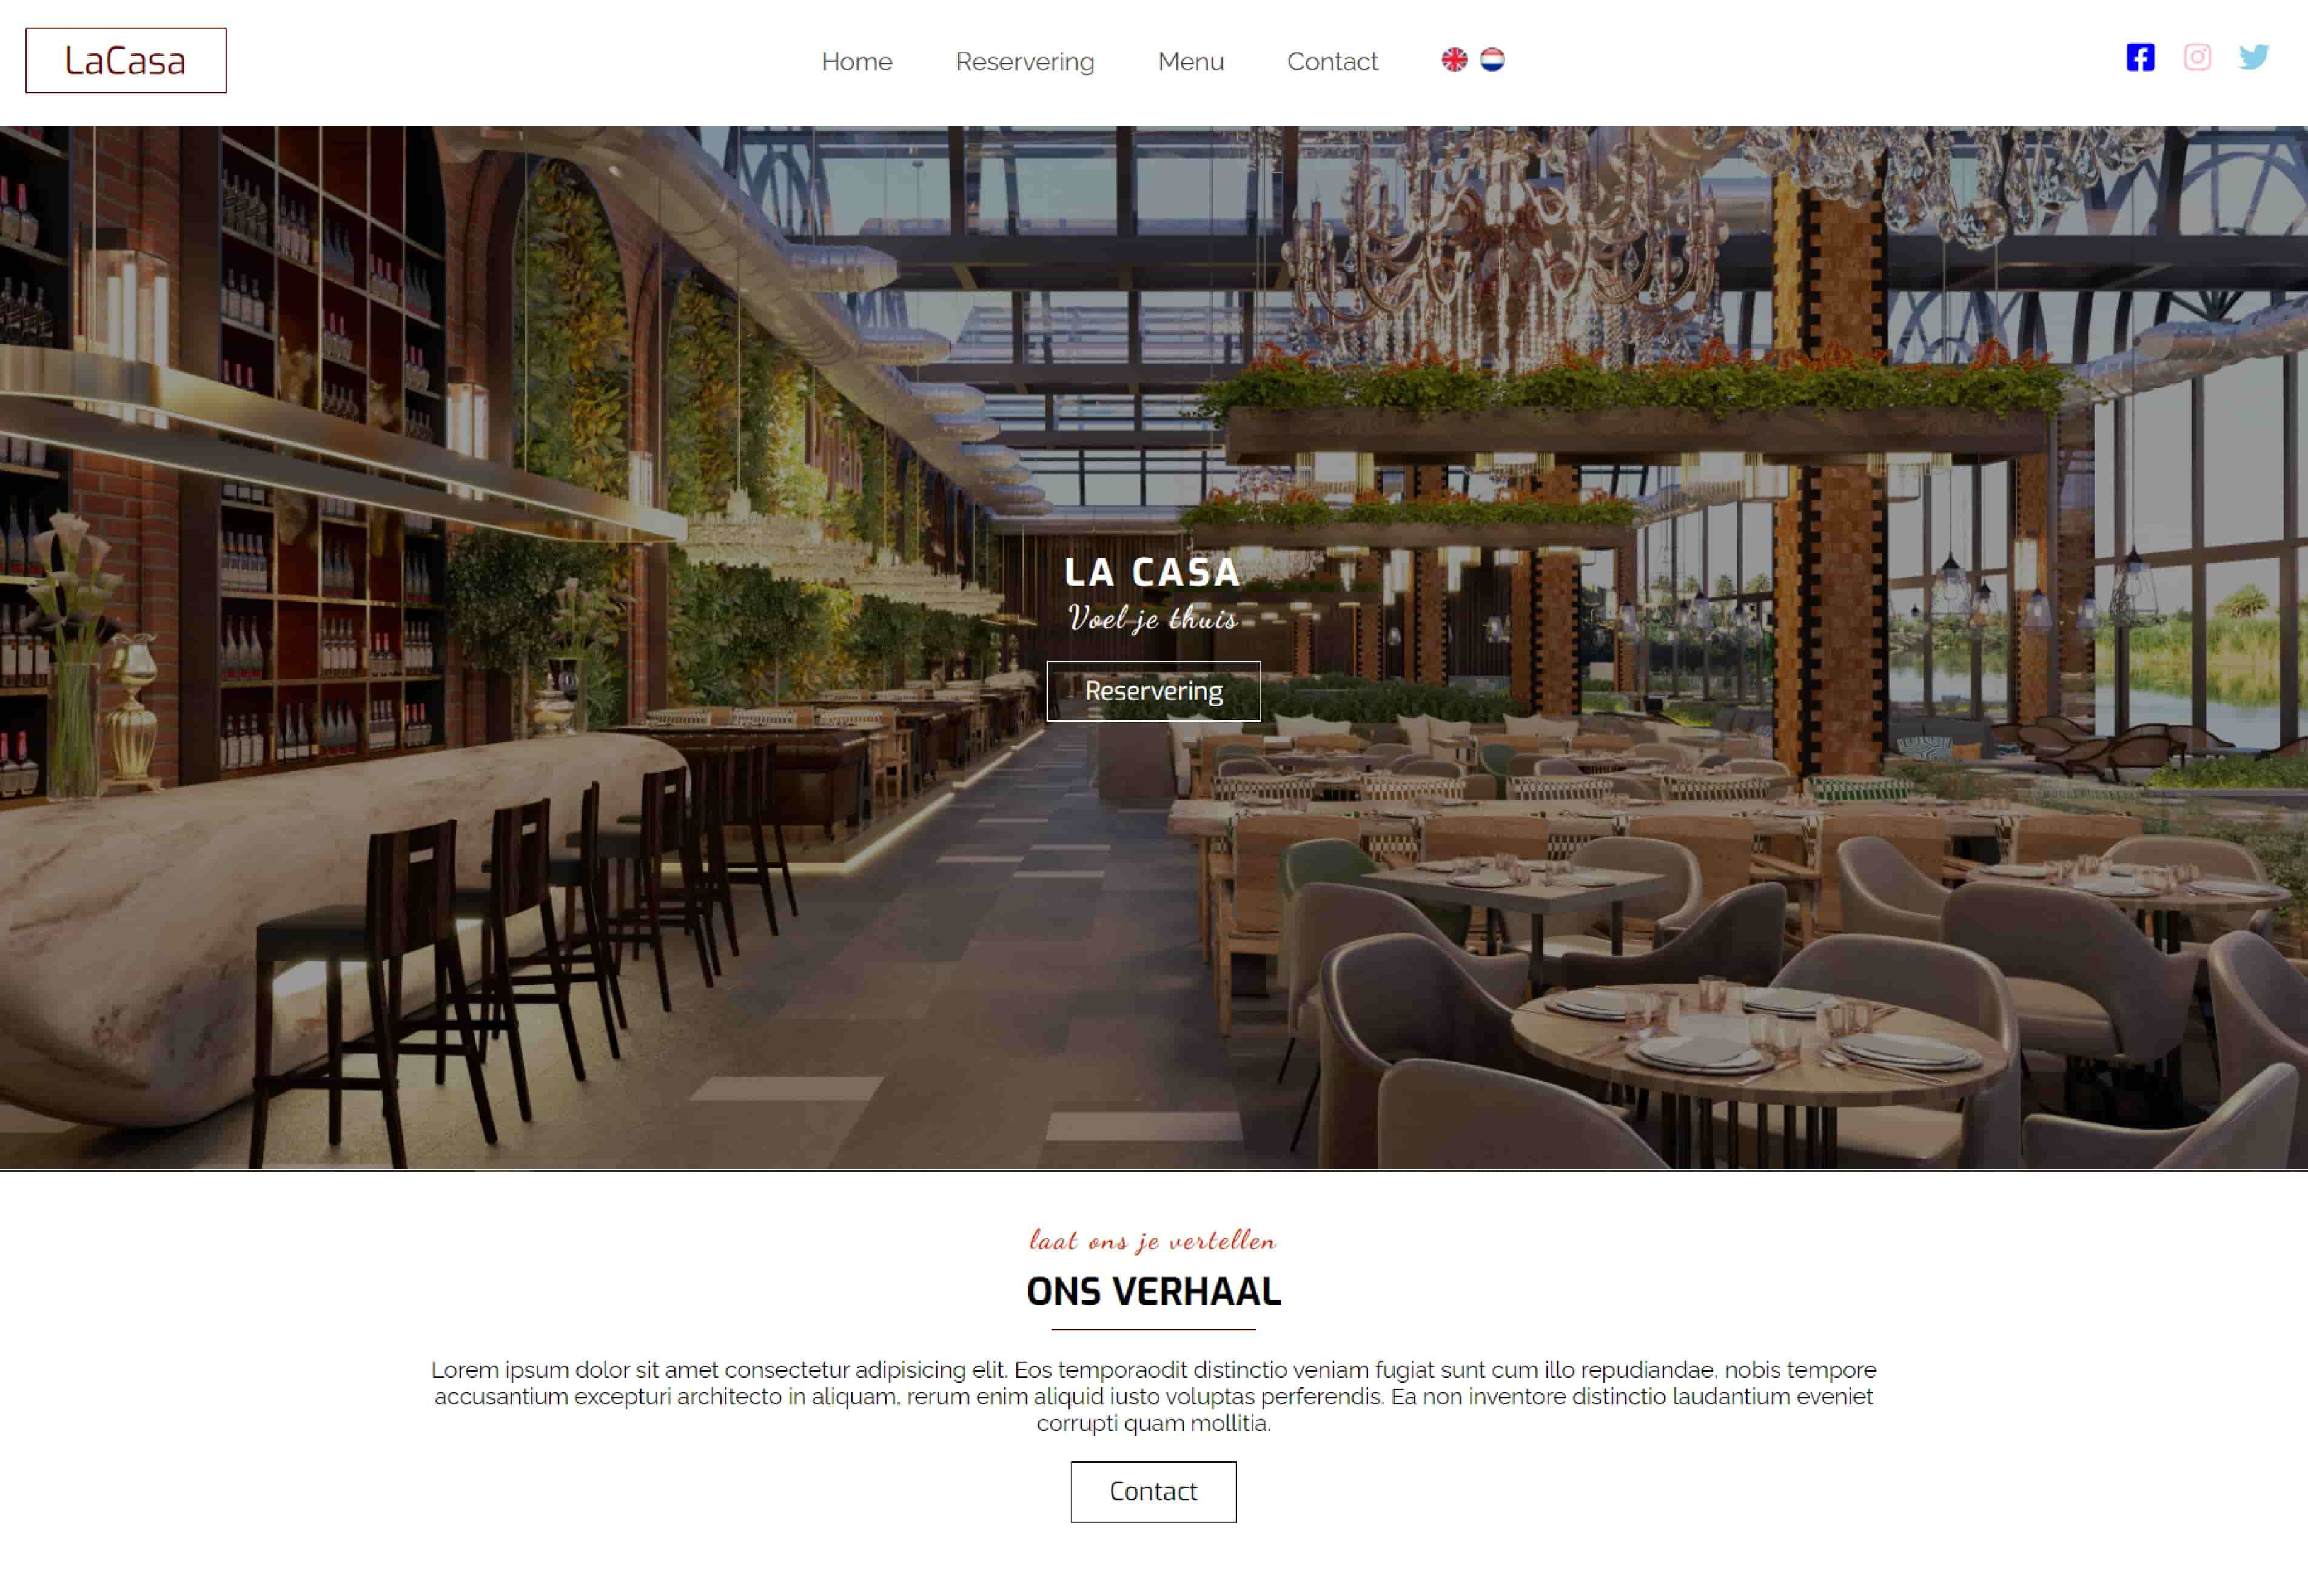 LaCasa
Home Reservering Menu Contact
LA CASA
Voel je thuis
Reservering
laat ons je vertellen
ONS VERHAAL
Lorem ipsum dolor sit amet consectetur adipisicing elit. Eos temporaodit distinctio veniam fugiat sunt cum illo repudiandae, nobis tempore
accusantium excepturi architecto in aliquam, rerum enim aliquid iusto voluptas perferendis. Ea non inventore distinctio laudantium eveniet
corrupti quam mollitia.
Contact